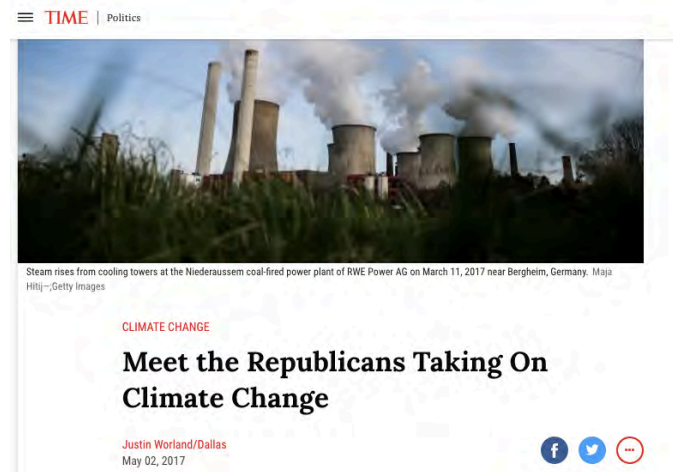 TIME | Politics
Steam rises from cooling towers at the Niederaussem coal-fired power plant of RWE Power AG on March 11, 2017 near Bergheim, Germany. Maja
Hitij—;Getty Images
CLIMATE CHANGE
Meet the Republicans Taking On
Climate Change
Justin Worland/Dallas
May 02, 2017